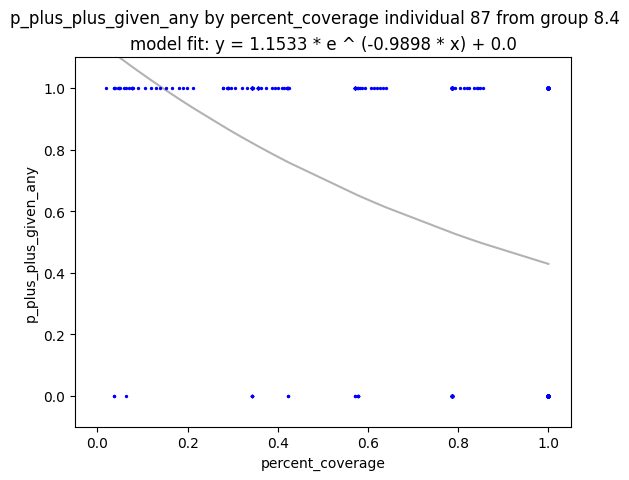 p_plus_plus_given_any by percent_coverage individual 87 from group 8.4
model fit: y = 1.1533 * e ^ (-0.9898 * x) + 0.0
1.0
0.8
0.6
0.4
0.2
0.0
p_plus_plus_given_any
0.0 0.2 0.4 0.6 0.8 1.0
percent_coverage